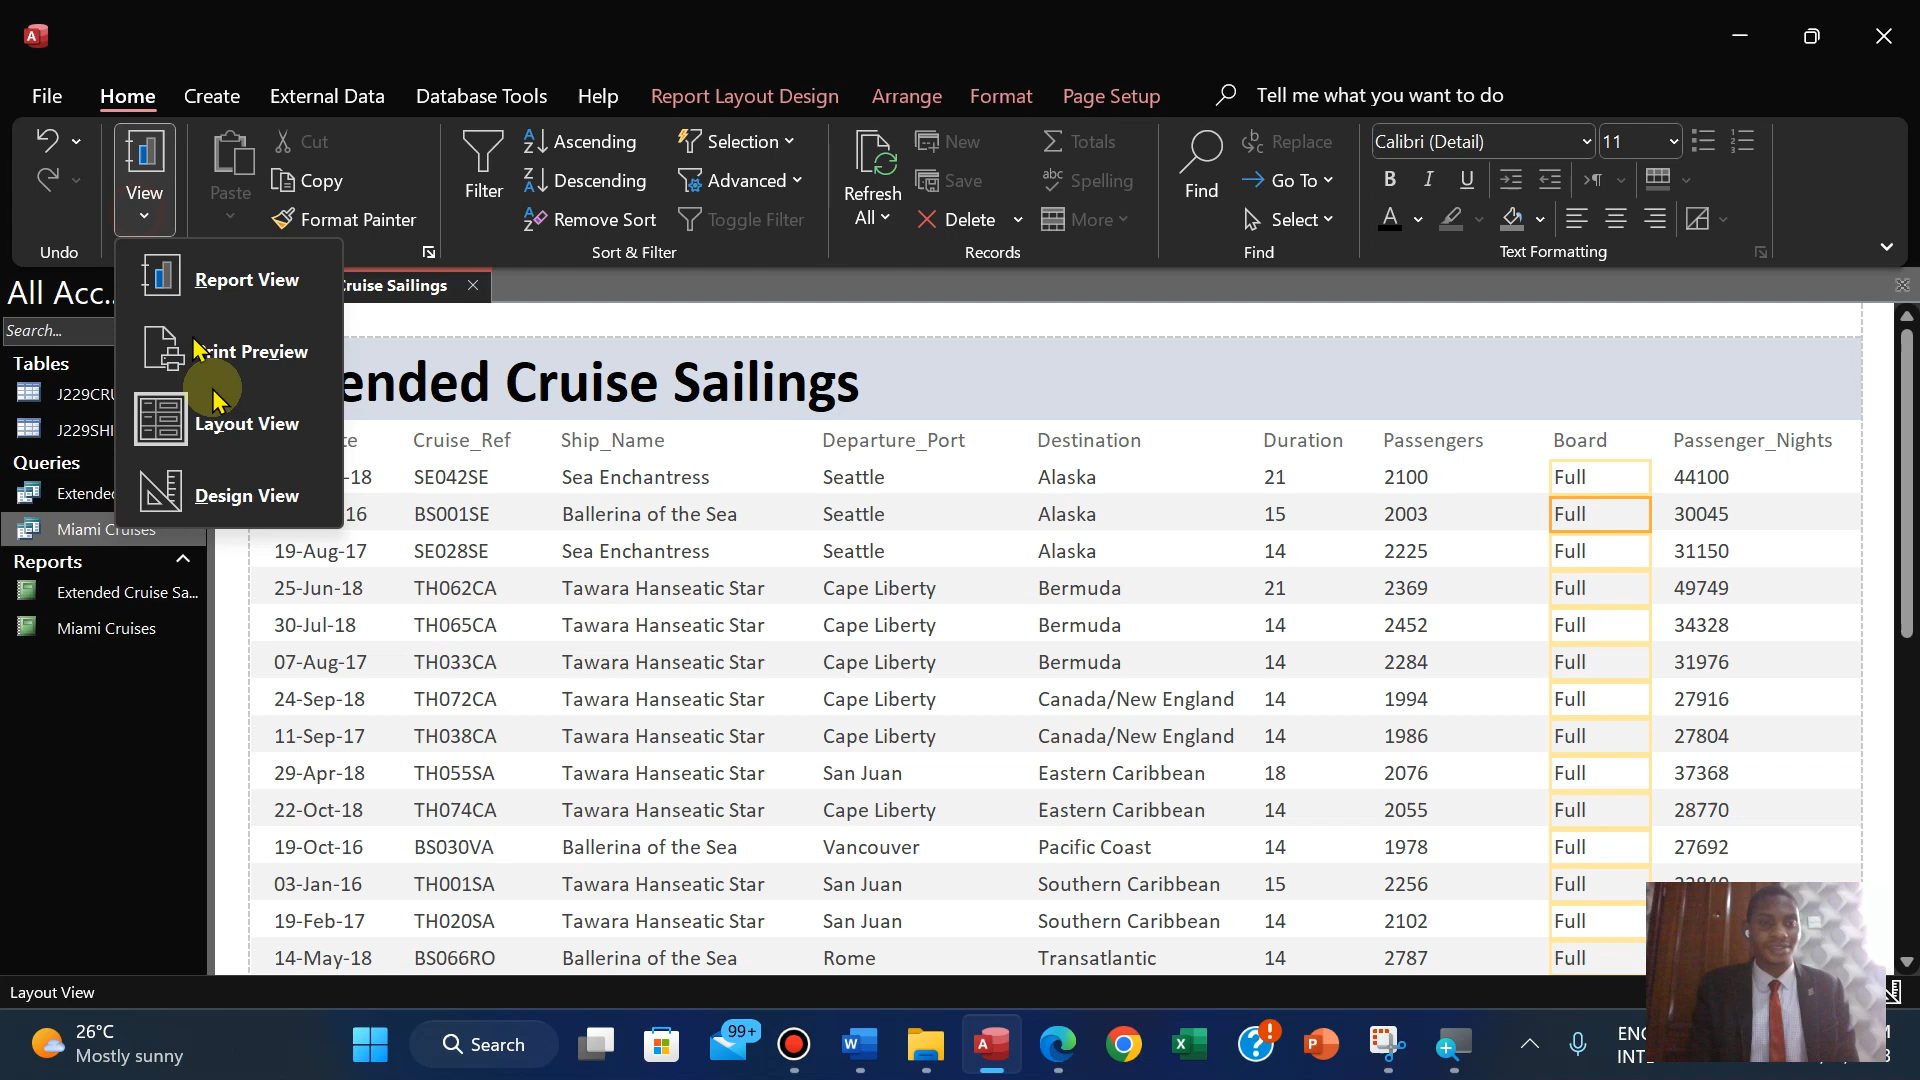 File Home Create External Data Database Tools Help Report Layout Design Arrange Format Page Setup Tell me what you want to do
View Paste Cut Copy Format Painter
Filter Ascending Descending Remove Sort Selection Advanced Toggle Filter
Refresh All New Save Delete Totals Spelling More
Find Replace Go To Select
Calibri (Detail) 11
B I U
Undo Sort & Filter Records Find Text Formatting
All Acc...
Search...
Tables
J229CRU
J229SHI
Queries
Extended
Miami Cruises
Reports
Extended Cruise Sa...
Miami Cruises
Report View
Print Preview
Layout View
Design View
Cruise Sailings
ended Cruise Sailings
te Cruise_Ref Ship_Name Departure_Port Destination Duration Passengers Board Passenger_Nights
-18 SE042SE Sea Enchantress Seattle Alaska 21 2100 Full 44100
16 BS001SE Ballerina of the Sea Seattle Alaska 15 2003 Full 30045
19-Aug-17 SE028SE Sea Enchantress Seattle Alaska 14 2225 Full 31150
25-Jun-18 TH062CA Tawara Hanseatic Star Cape Liberty Bermuda 21 2369 Full 49749
30-Jul-18 TH065CA Tawara Hanseatic Star Cape Liberty Bermuda 14 2452 Full 34328
07-Aug-17 TH033CA Tawara Hanseatic Star Cape Liberty Bermuda 14 2284 Full 31976
24-Sep-18 TH072CA Tawara Hanseatic Star Cape Liberty Canada/New England 14 1994 Full 27916
11-Sep-17 TH038CA Tawara Hanseatic Star Cape Liberty Canada/New England 14 1986 Full 27804
29-Apr-18 TH055SA Tawara Hanseatic Star San Juan Eastern Caribbean 18 2076 Full 37368
22-Oct-18 TH074CA Tawara Hanseatic Star Cape Liberty Eastern Caribbean 14 2055 Full 28770
19-Oct-16 BS030VA Ballerina of the Sea Vancouver Pacific Coast 14 1978 Full 27692
03-Jan-16 TH001SA Tawara Hanseatic Star San Juan Southern Caribbean 15 2256 Full
19-Feb-17 TH020SA Tawara Hanseatic Star San Juan Southern Caribbean 14 2102 Full
14-May-18 BS066RO Ballerina of the Sea Rome Transatlantic 14 2787 Full
Layout View
26°C
Mostly sunny
Search
99+
ENG
INT